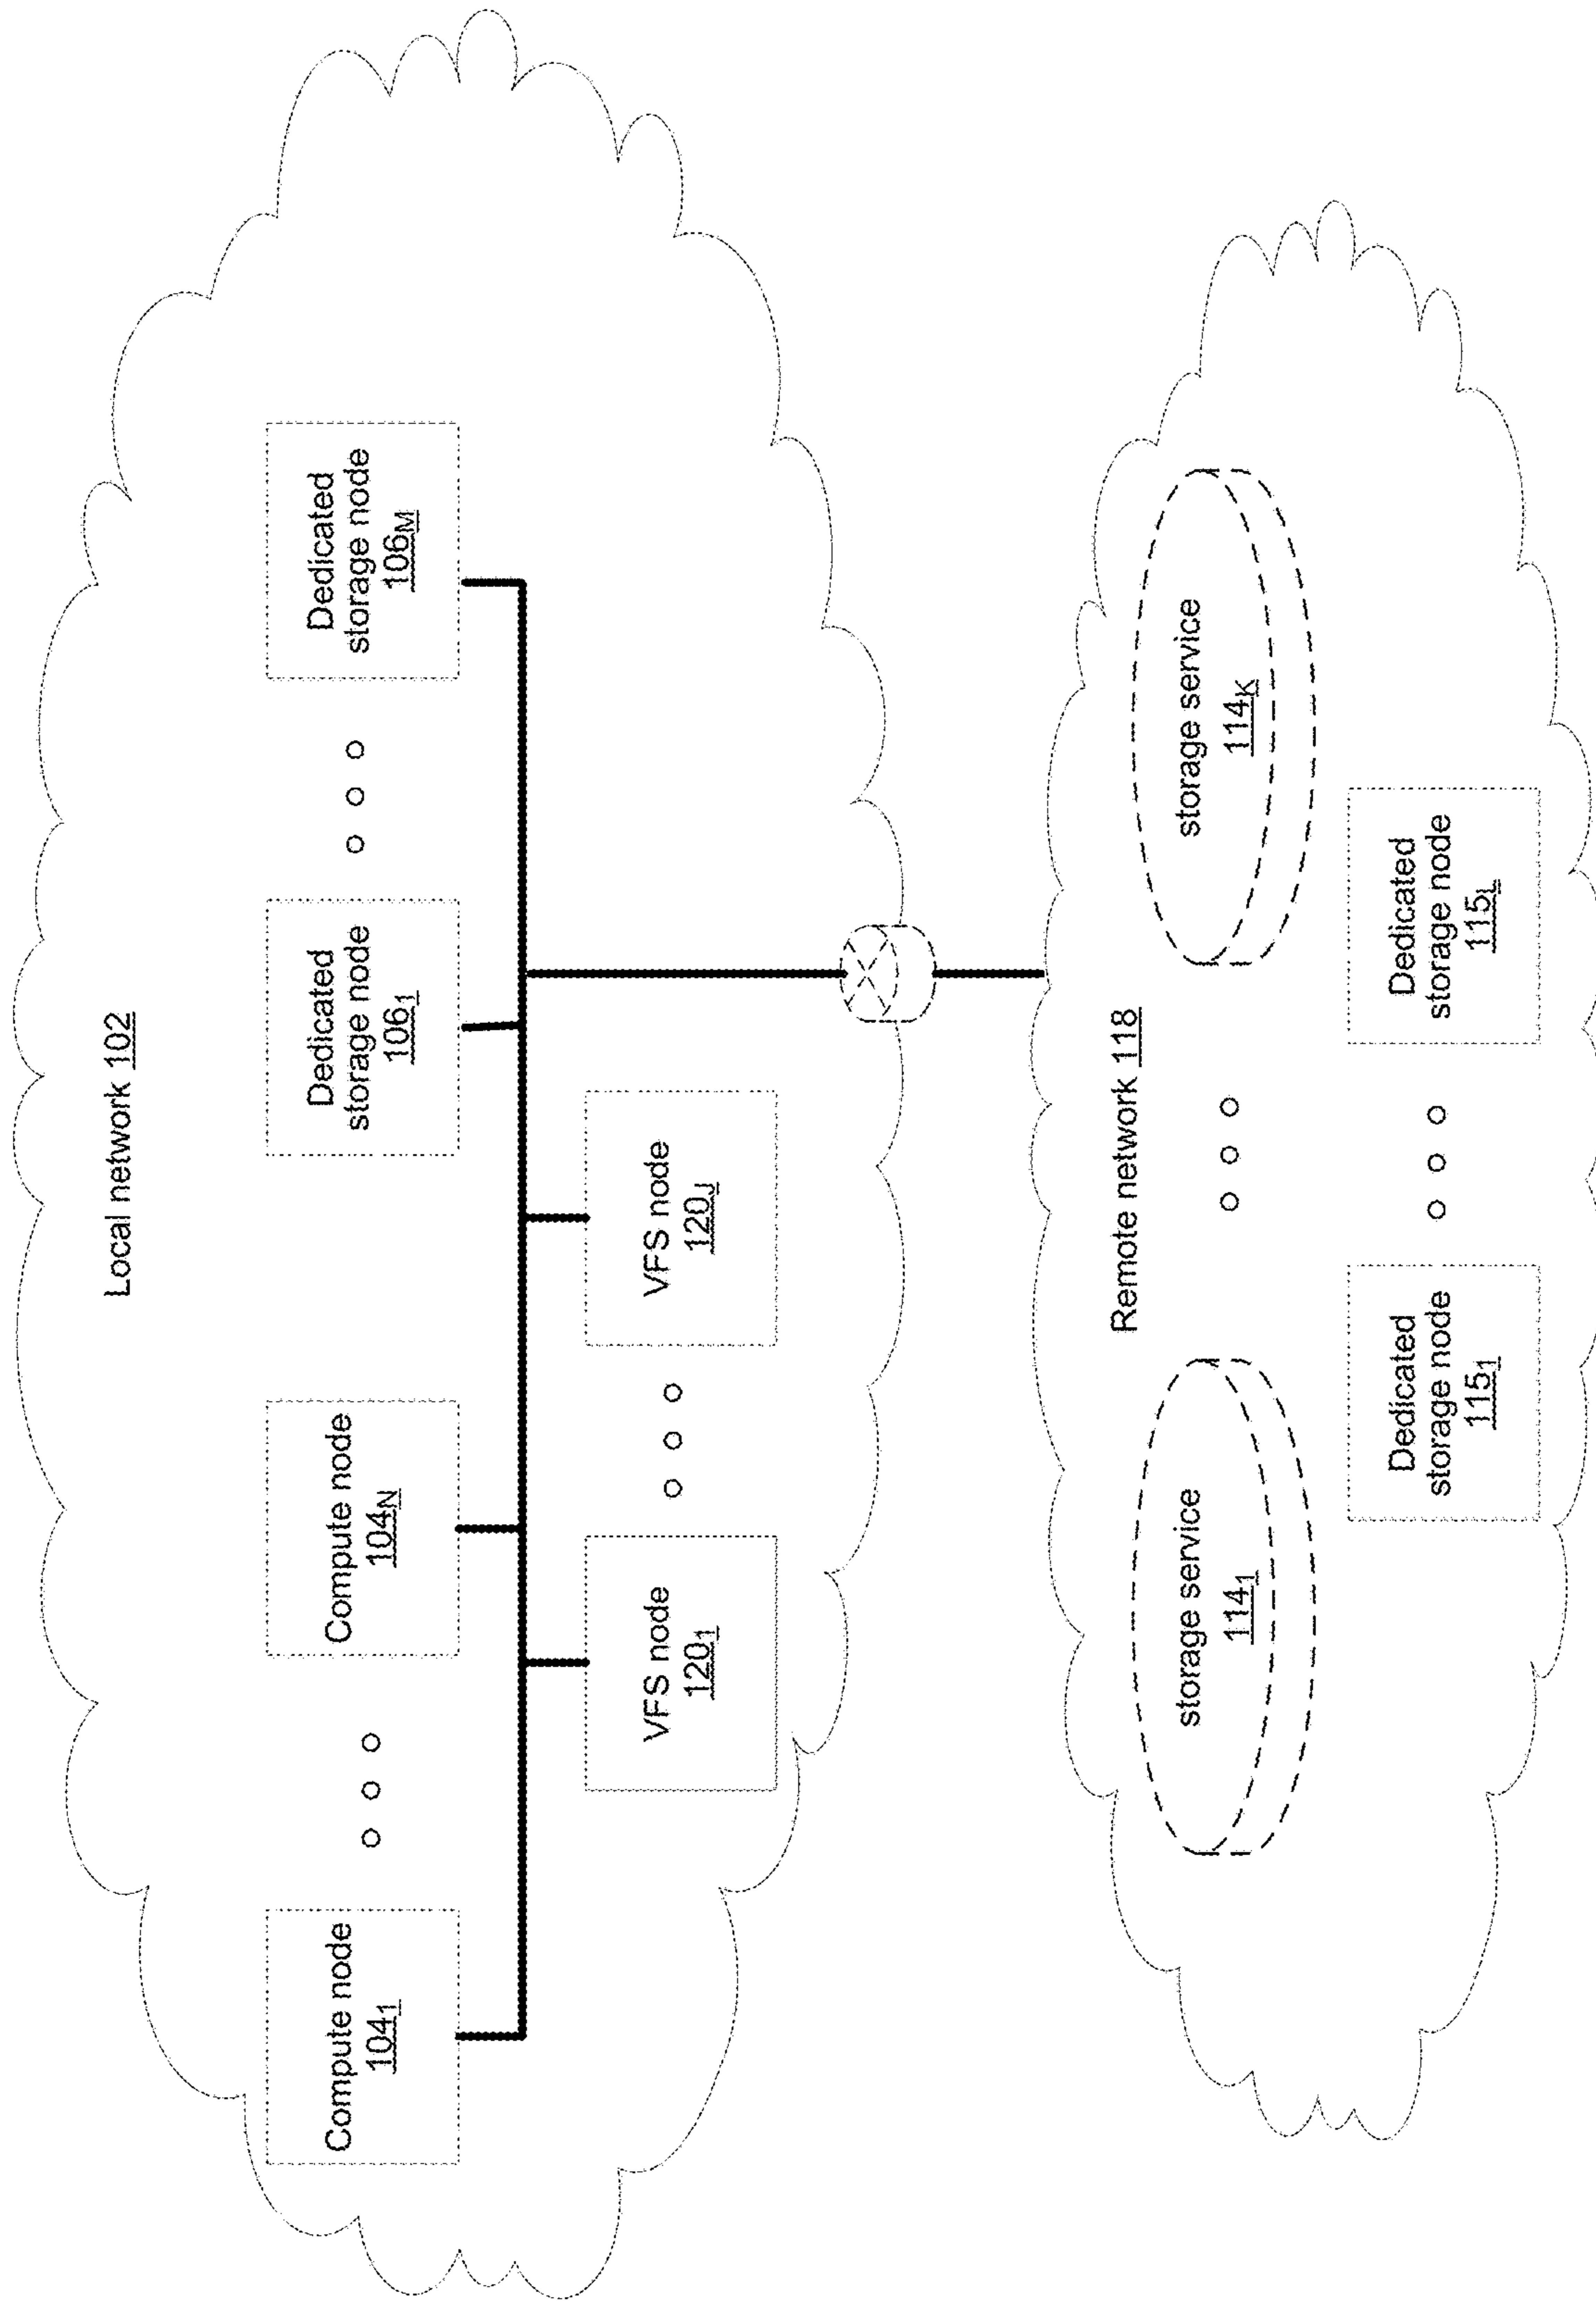 Local network 102
Compute node
104₁
Compute node
104N
Dedicated
storage node
106₁
Dedicated
storage node
106M
VFS node
120₁
VFS node
120J
Remote network 118
storage service
114₁
storage service
114K
Dedicated
storage node
115₁
Dedicated
storage node
115L